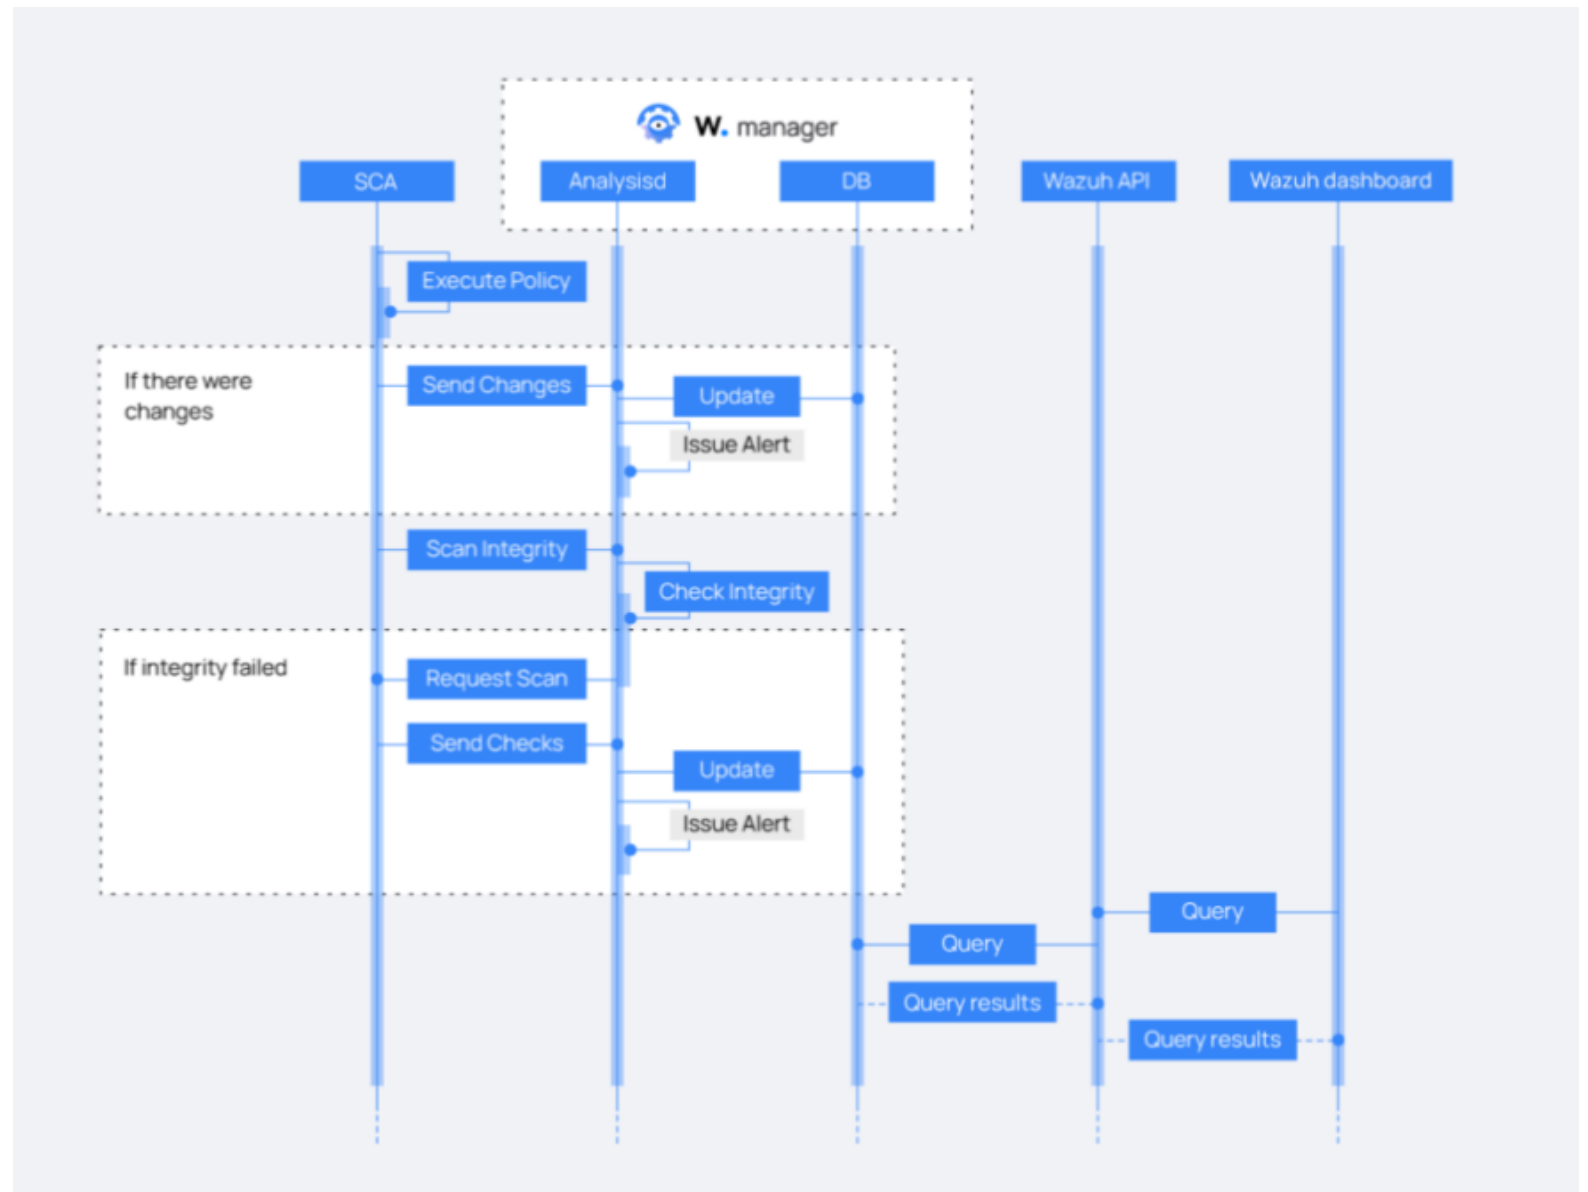 W. manager
SCA
Analysisd
DB
Wazuh API
Wazuh dashboard
Execute Policy
If there were
changes
Send Changes
Update
Issue Alert
Scan Integrity
Check Integrity
If integrity failed
Request Scan
Send Checks
Update
Issue Alert
Query
Query
Query results
Query results